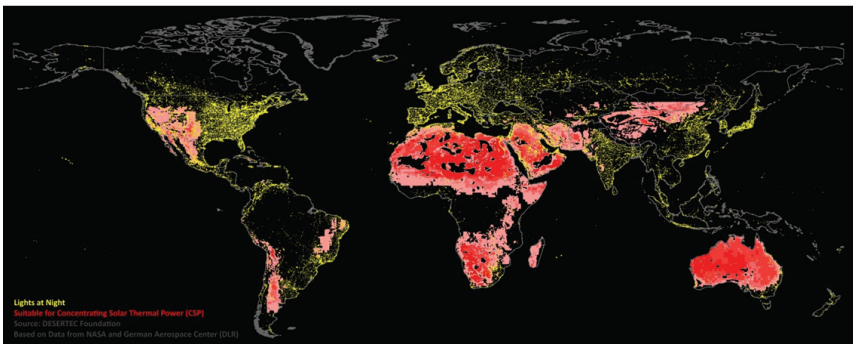 Lights at Night
Suitable for Concentrating Solar Thermal Power (CSP)
Source: DESERTEC Foundation
Based on Data from NASA and German Aerospace Center (DLR)